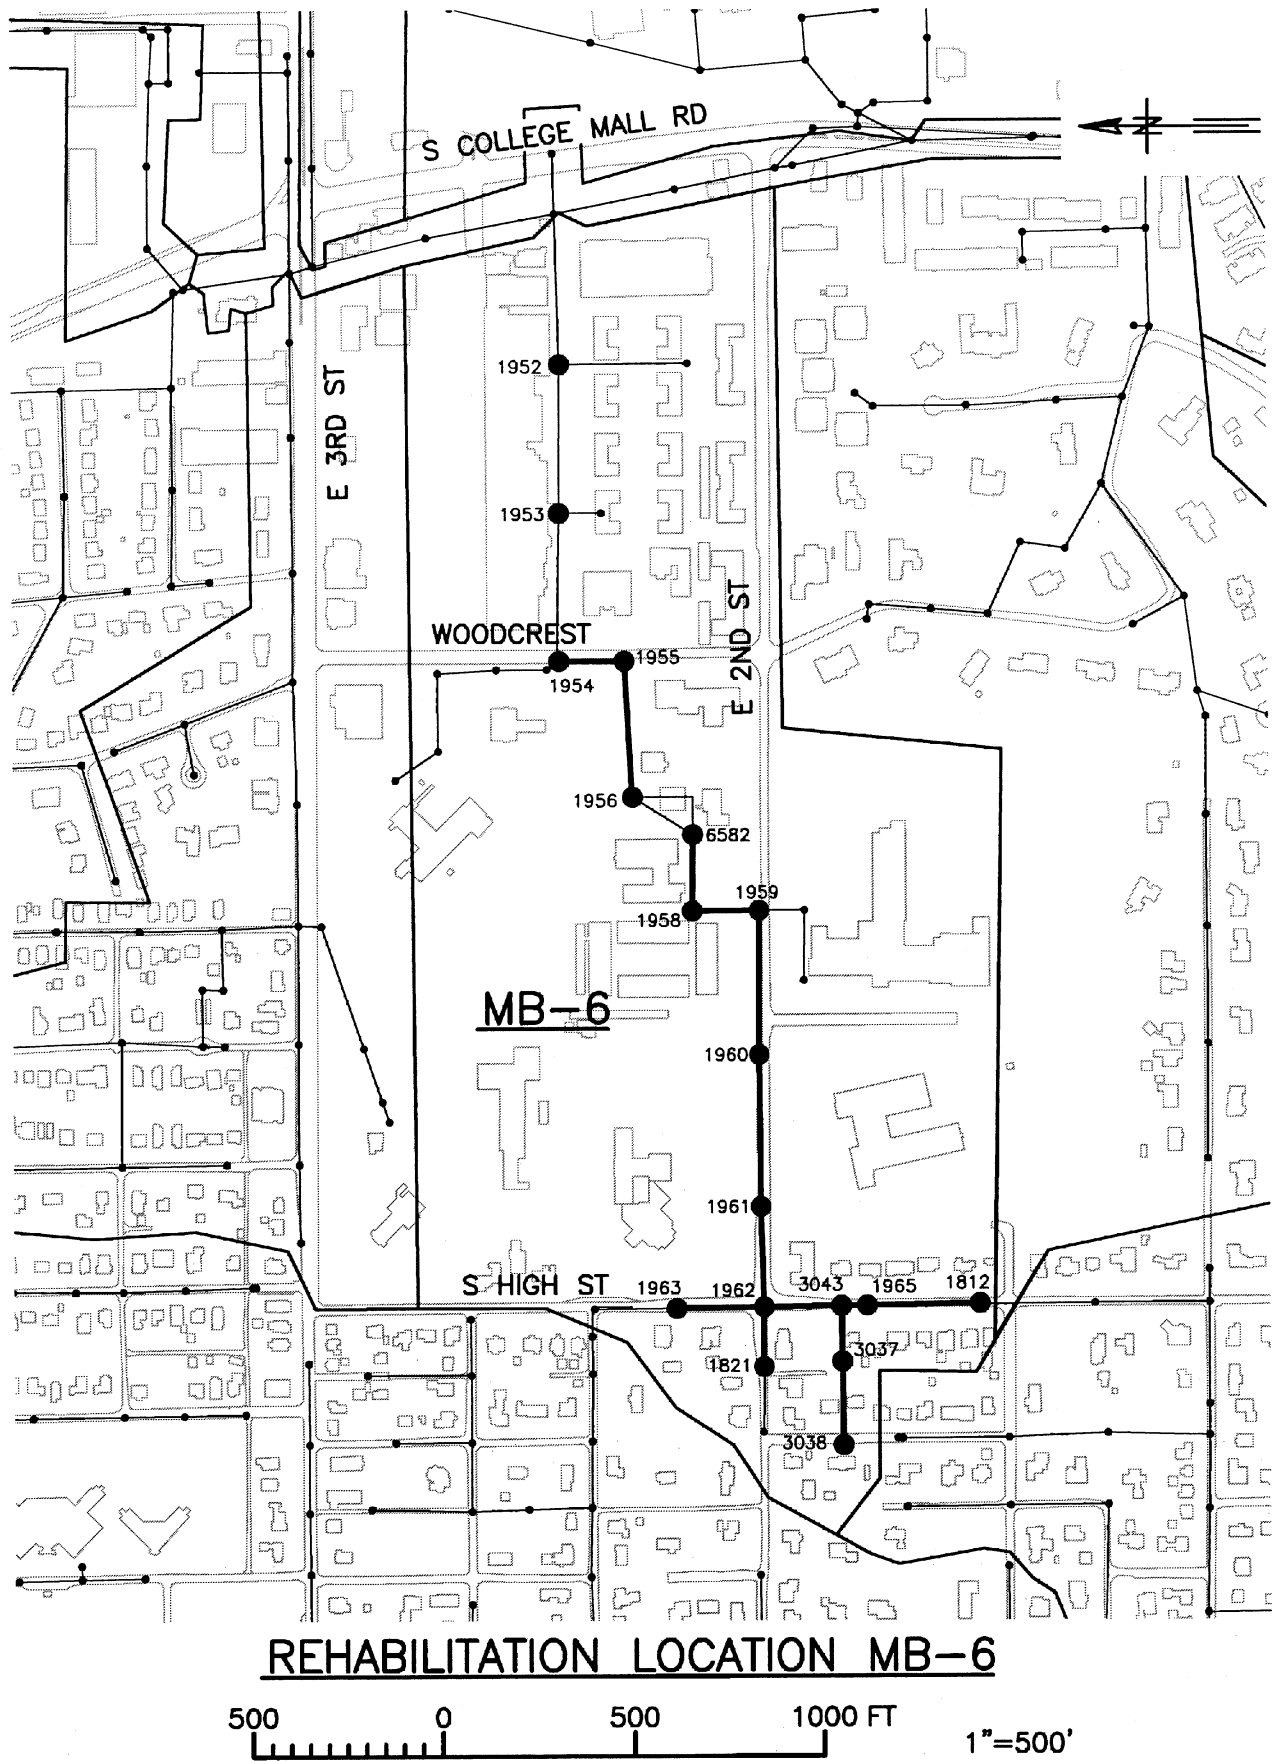 S COLLEGE MALL RD
N
1952
E 3RD ST
1953
WOODCREST
1955
1954
E 2ND ST
1956
6582
1959
1958
MB-6
1960
1961
S HIGH ST
1963
1962
3043
1965
1812
1821
3037
3038
REHABILITATION LOCATION MB-6
500 0 500 1000 FT
1"=500'